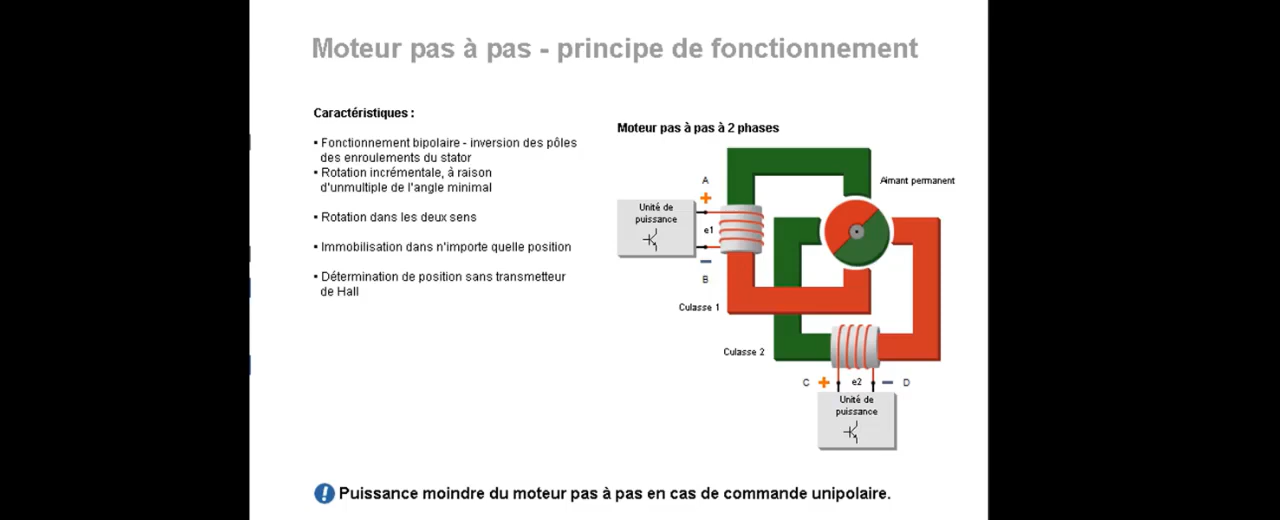 Moteur pas à pas - principe de fonctionnement
Caractéristiques :
▪ Fonctionnement bipolaire - inversion des pôles
des enroulements du stator
▪ Rotation incrémentale, à raison
d'unmultiple de l'angle minimal
▪ Rotation dans les deux sens
▪ Immobilisation dans n'importe quelle position
▪ Détermination de position sans transmetteur
de Hall
Moteur pas à pas à 2 phases
A
Aimant permanent
+
Unité de
puissance
e1
–
B
Culasse 1
Culasse 2
C + e2 – D
Unité de
puissance
! Puissance moindre du moteur pas à pas en cas de commande unipolaire.